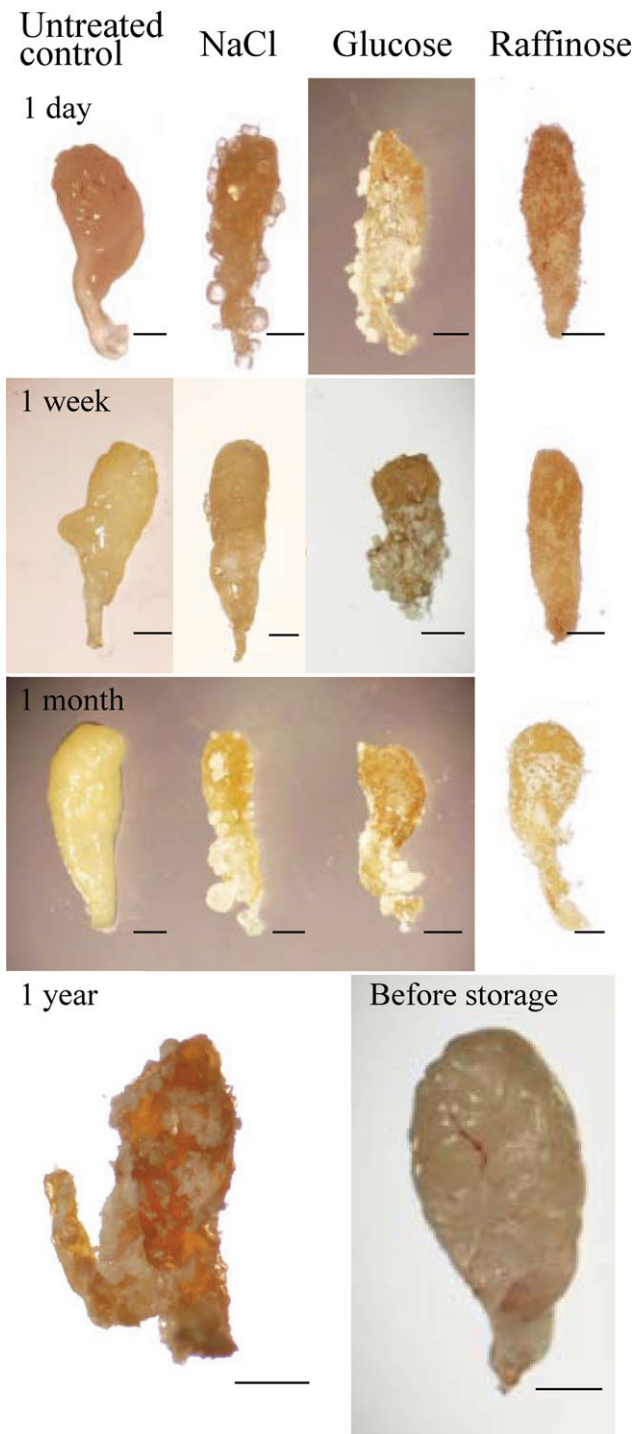 Untreated
control
NaCl
Glucose
Raffinose
1 day
1 week
1 month
1 year
Before storage